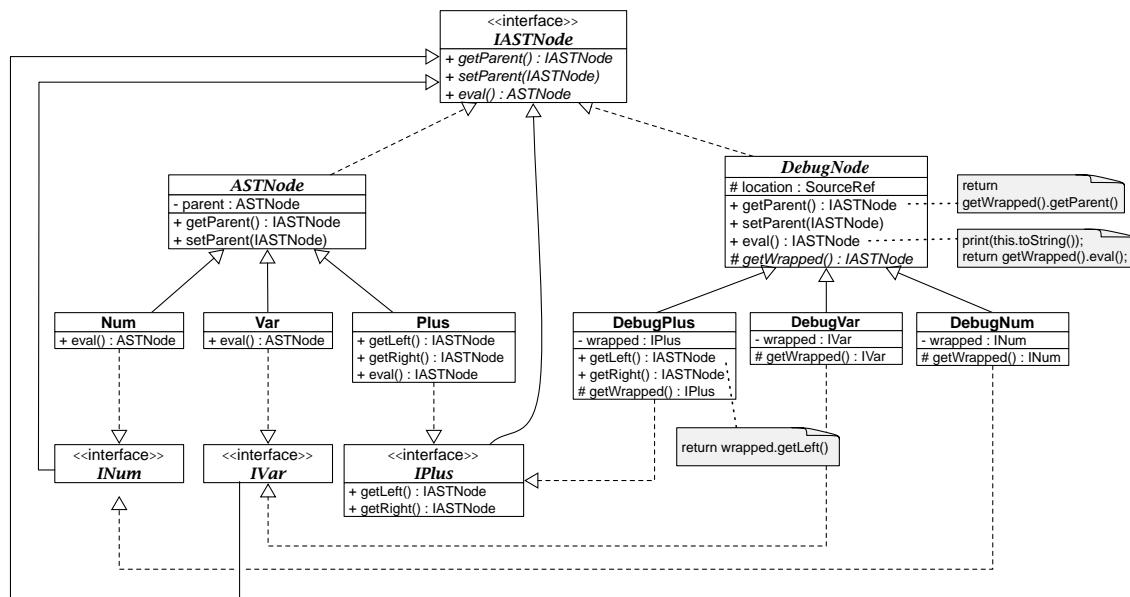 <<interface>>
IASTNode
+ getParent() : IASTNode
+ setParent(IASTNode)
+ eval() : ASTNode
ASTNode
- parent : ASTNode
+ getParent() : IASTNode
+ setParent(IASTNode)
DebugNode
# location : SourceRef
+ getParent() : IASTNode
+ setParent(IASTNode)
+ eval() : IASTNode
# getWrapped() : IASTNode
return
getWrapped().getParent()
print(this.toString());
return getWrapped().eval();
Num
+ eval() : ASTNode
Var
+ eval() : ASTNode
Plus
+ getLeft() : IASTNode
+ getRight() : IASTNode
+ eval() : IASTNode
DebugPlus
- wrapped : IPlus
+ getLeft() : IASTNode
+ getRight() : IASTNode
# getWrapped() : IPlus
DebugVar
- wrapped : IVar
# getWrapped() : IVar
DebugNum
- wrapped : INum
# getWrapped() : INum
return wrapped.getLeft()
<<interface>>
INum
<<interface>>
IVar
<<interface>>
IPlus
+ getLeft() : IASTNode
+ getRight() : IASTNode